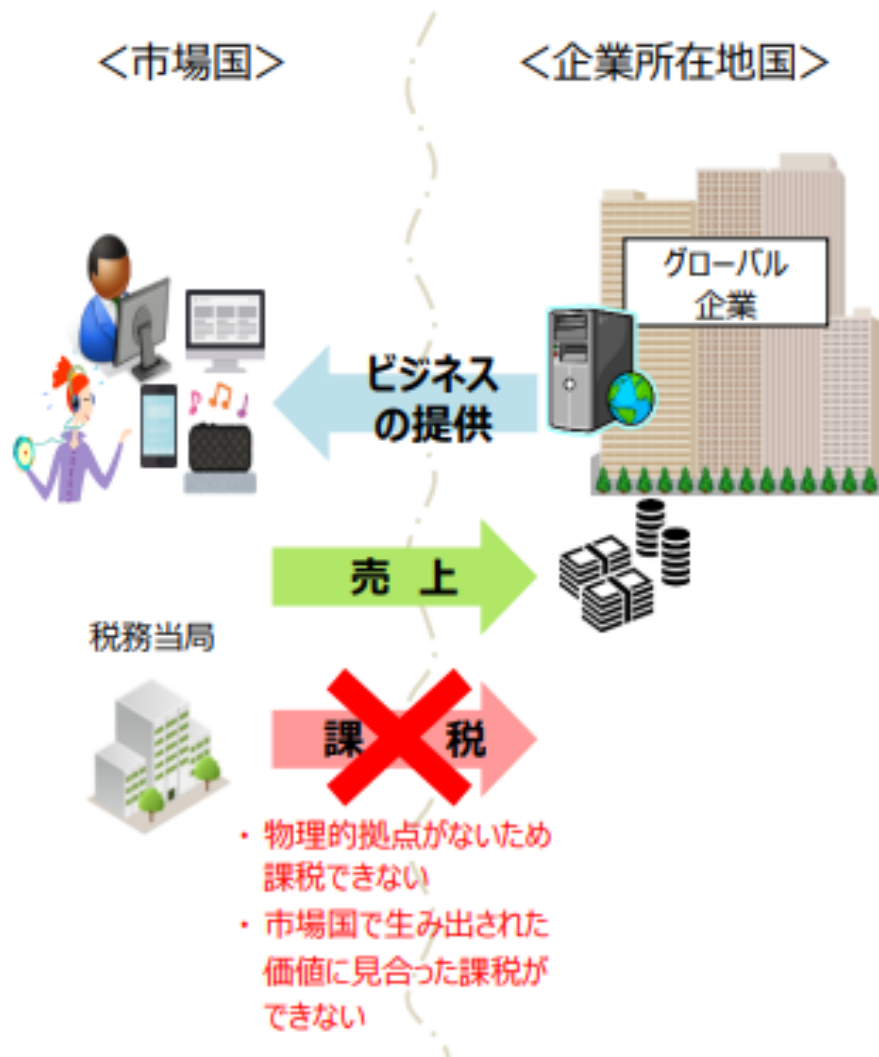 <市場国>
<企業所在地国>
グローバル
企業
ビジネス
の提供
売 上
税務当局
課 税
・ 物理的拠点がないため
課税できない
・ 市場国で生み出された
価値に見合った課税が
できない